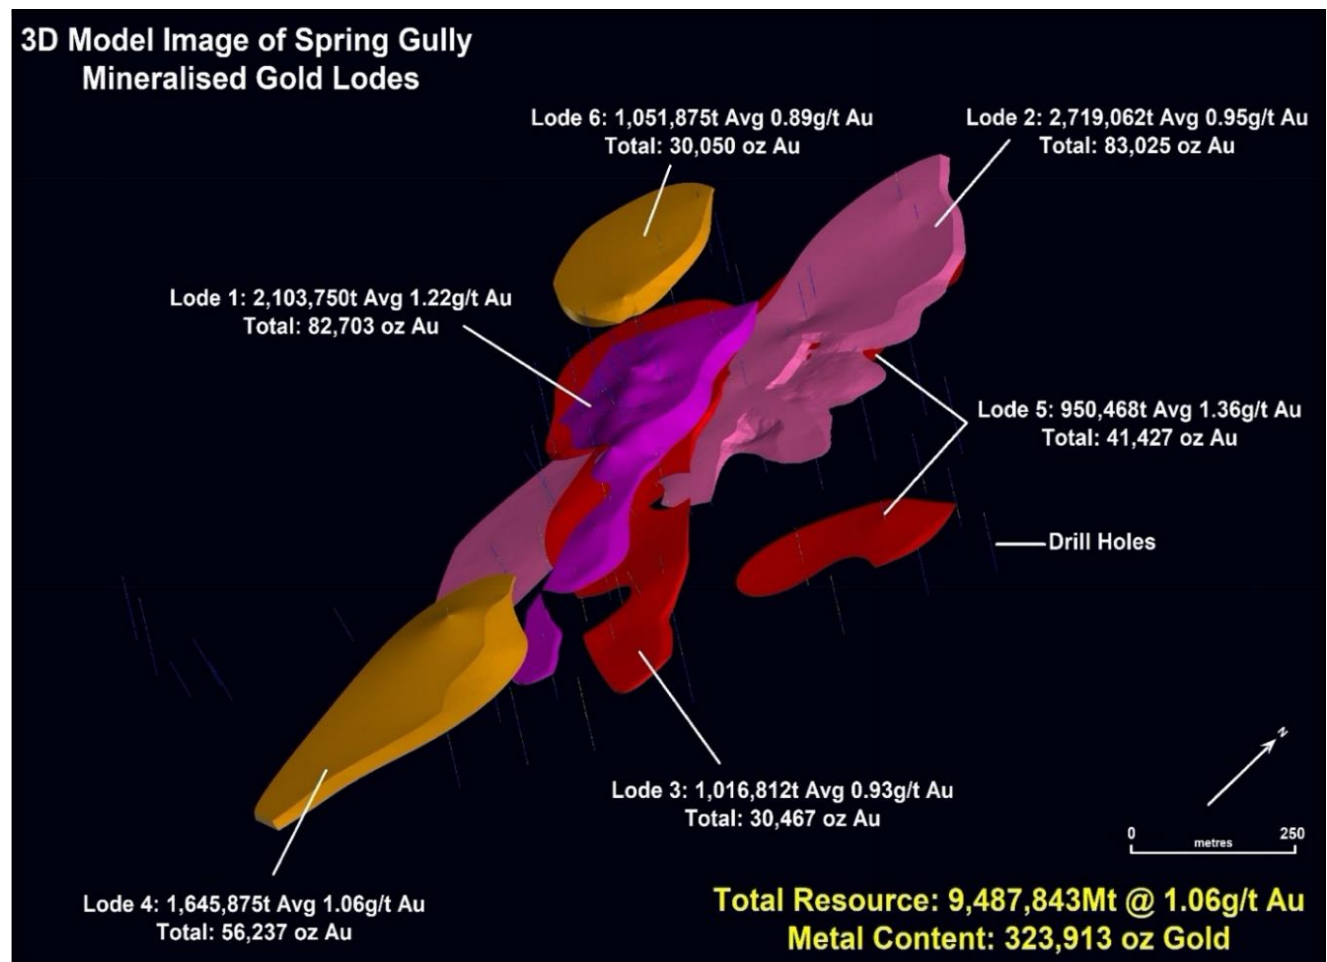 3D Model Image of Spring Gully
Mineralised Gold Lodes
Lode 6: 1,051,875t Avg 0.89g/t Au
Total: 30,050 oz Au
Lode 2: 2,719,062t Avg 0.95g/t Au
Total: 83,025 oz Au
Lode 1: 2,103,750t Avg 1.22g/t Au
Total: 82,703 oz Au
Lode 5: 950,468t Avg 1.36g/t Au
Total: 41,427 oz Au
Drill Holes
Lode 3: 1,016,812t Avg 0.93g/t Au
Total: 30,467 oz Au
N
0 250
metres
Lode 4: 1,645,875t Avg 1.06g/t Au
Total: 56,237 oz Au
Total Resource: 9,487,843Mt @ 1.06g/t Au
Metal Content: 323,913 oz Gold